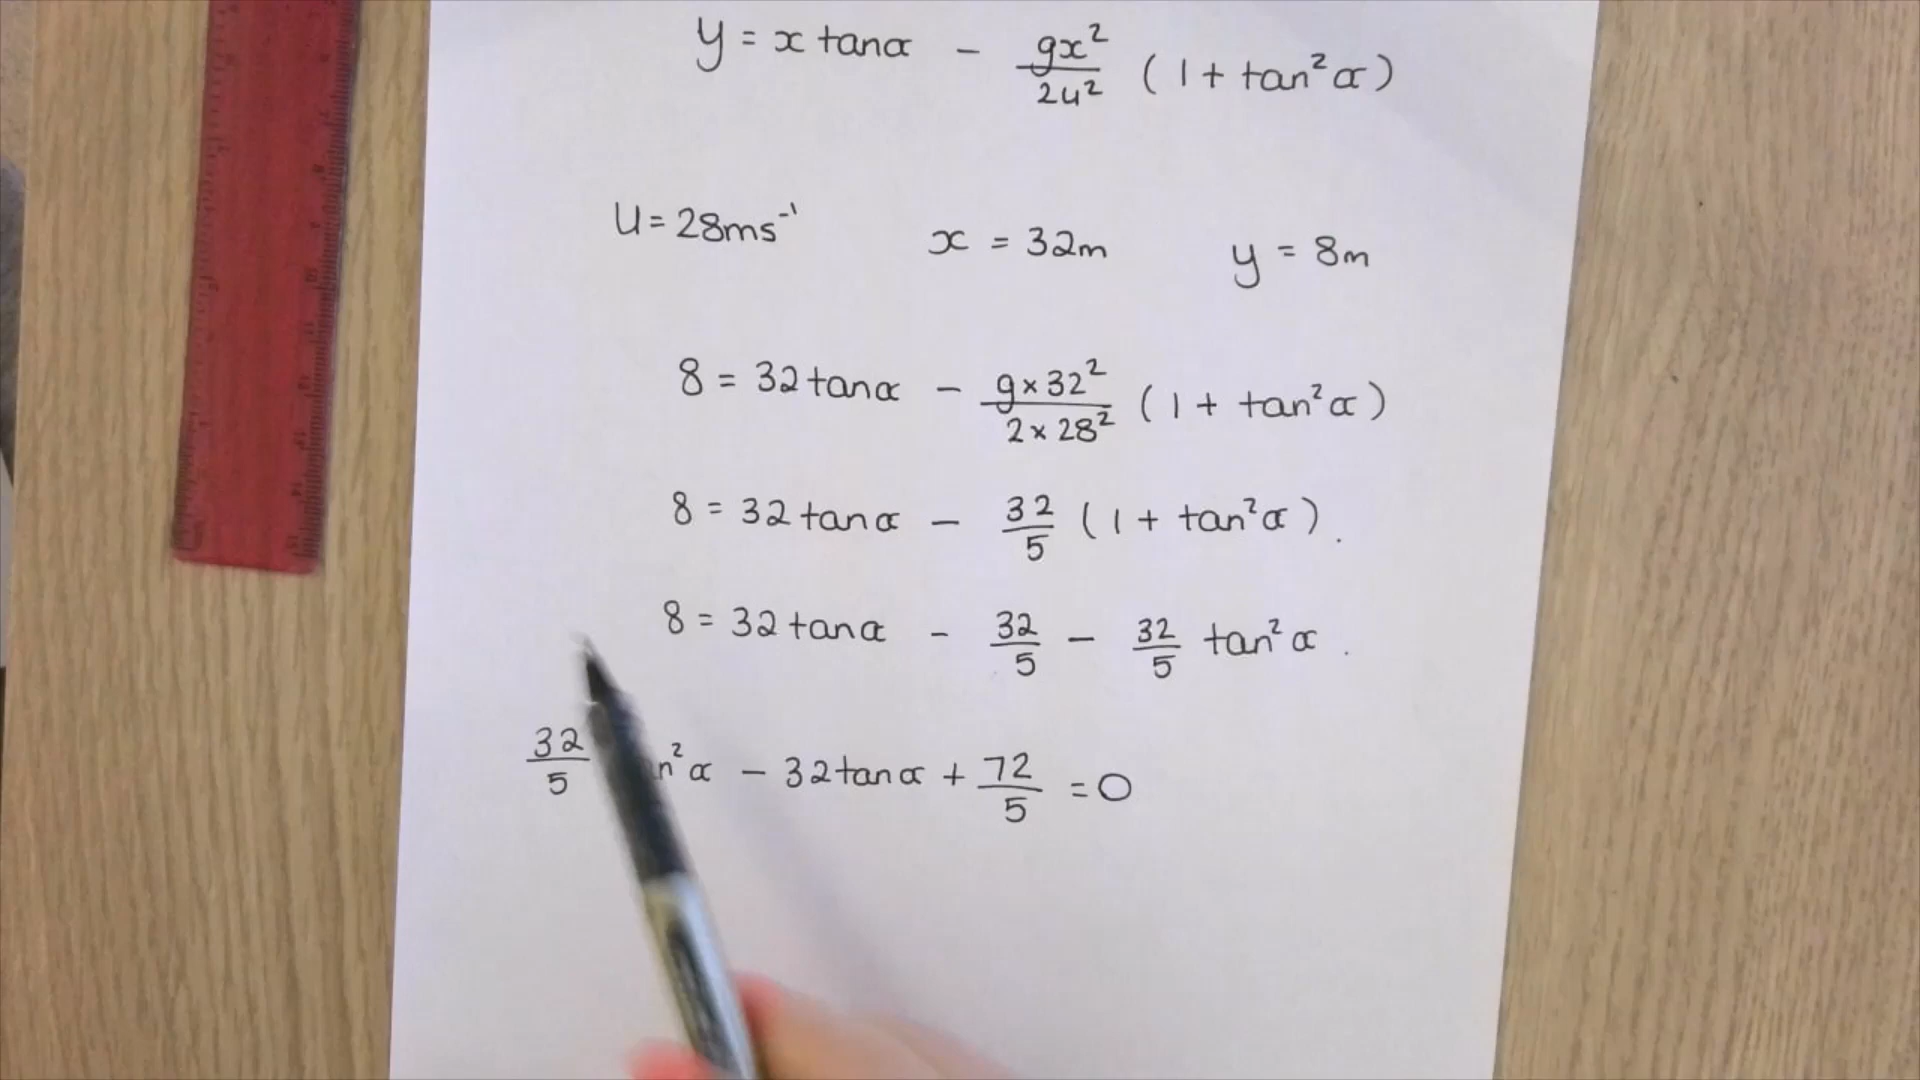 y = x tanα − gx²/2u² (1 + tan²α)
u = 28ms⁻¹ x = 32m y = 8m
8 = 32 tanα − g×32²/2×28² (1 + tan²α)
8 = 32 tanα − 32/5 (1 + tan²α).
8 = 32 tanα − 32/5 − 32/5 tan²α.
32/5 n²α − 32 tanα + 72/5 = 0